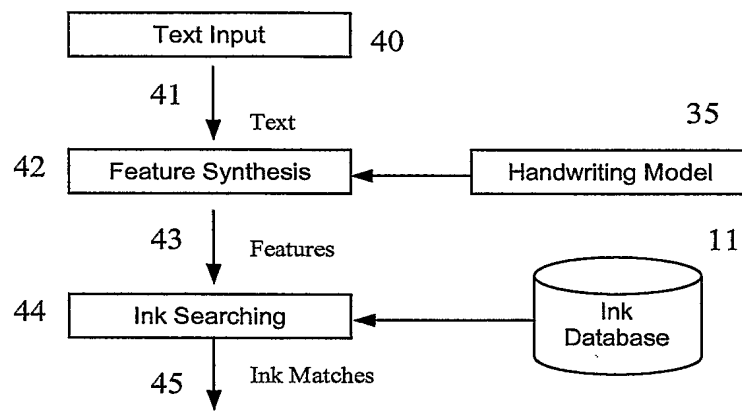 Text Input 40
41
Text
35
42 Feature Synthesis Handwriting Model
43 Features
11
44 Ink Searching Ink
Database
45 Ink Matches